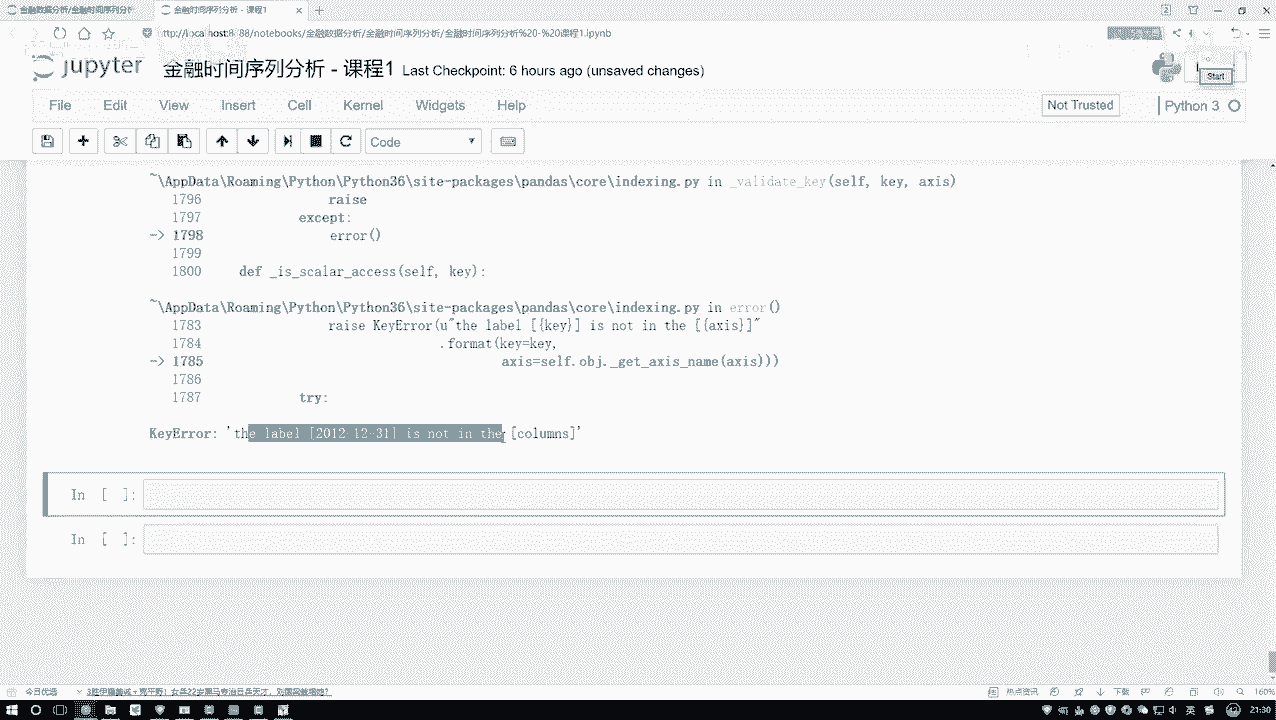 金融数据分析/金融时间序列分析
金融时间序列分析 - 课程1
http://localhost:8888/notebooks/金融数据分析/金融时间序列分析/金融时间序列分析%20-%20课程1.ipynb
jupyter 金融时间序列分析 - 课程1 Last Checkpoint: 6 hours ago (unsaved changes)
Start
File Edit View Insert Cell Kernel Widgets Help
Not Trusted
Python 3
Code
~\AppData\Roaming\Python\Python36\site-packages\pandas\core\indexing.py in _validate_key(self, key, axis)
1796 raise
1797 except:
-> 1798 error()
1799
1800 def _is_scalar_access(self, key):
~\AppData\Roaming\Python\Python36\site-packages\pandas\core\indexing.py in error()
1783 raise KeyError(u"the label [{key}] is not in the [{axis}]"
1784 .format(key=key,
-> 1785 axis=self.obj._get_axis_name(axis)))
1786
1787 try:
KeyError: 'the label [2012-12-31] is not in the [columns]'
In [ ]:
In [ ]:
今日优选
热点资讯
下载
160%
英
21:30